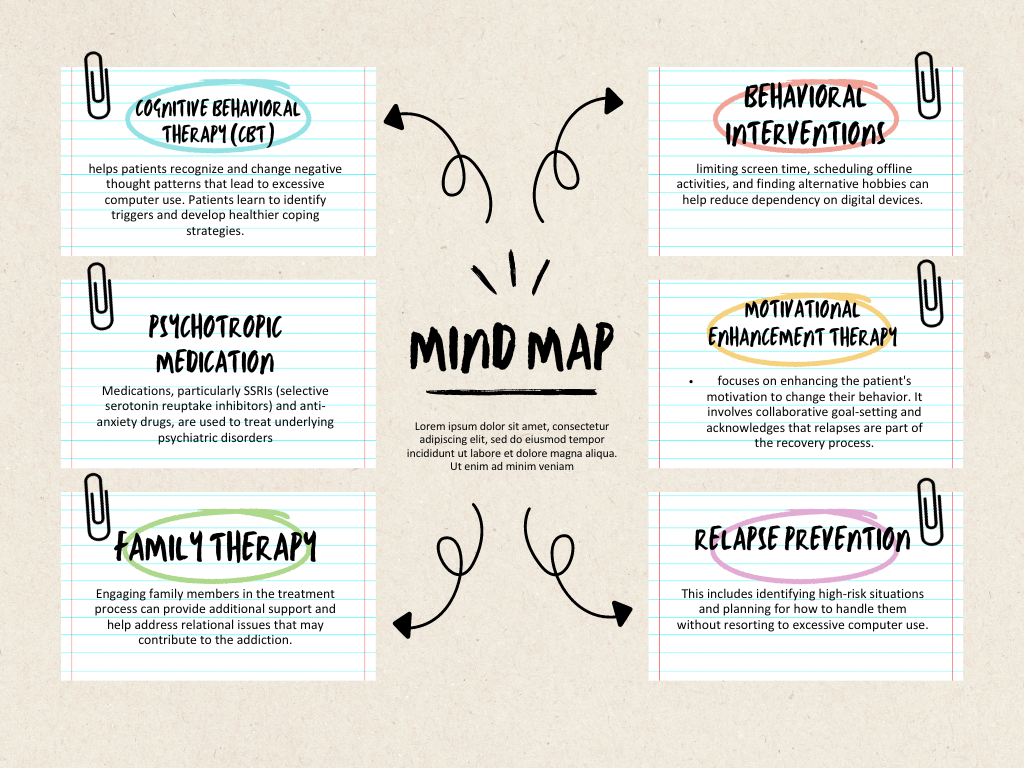 COGNITIVE BEHAVIORAL
THERAPY (CBT)
helps patients recognize and change negative
thought patterns that lead to excessive
computer use. Patients learn to identify
triggers and develop healthier coping
strategies.
PSYCHOTROPIC
MEDICATION
Medications, particularly SSRIs (selective
serotonin reuptake inhibitors) and anti-
anxiety drugs, are used to treat underlying
psychiatric disorders
FAMILY THERAPY
Engaging family members in the treatment
process can provide additional support and
help address relational issues that may
contribute to the addiction.
MIND MAP
Lorem ipsum dolor sit amet, consectetur
adipiscing elit, sed do eiusmod tempor
incididunt ut labore et dolore magna aliqua.
Ut enim ad minim veniam
BEHAVIORAL
INTERVENTIONS
limiting screen time, scheduling offline
activities, and finding alternative hobbies can
help reduce dependency on digital devices.
MOTIVATIONAL
ENHANCEMENT THERAPY
• focuses on enhancing the patient's
motivation to change their behavior. It
involves collaborative goal-setting and
acknowledges that relapses are part of
the recovery process.
RELAPSE PREVENTION
This includes identifying high-risk situations
and planning for how to handle them
without resorting to excessive computer use.